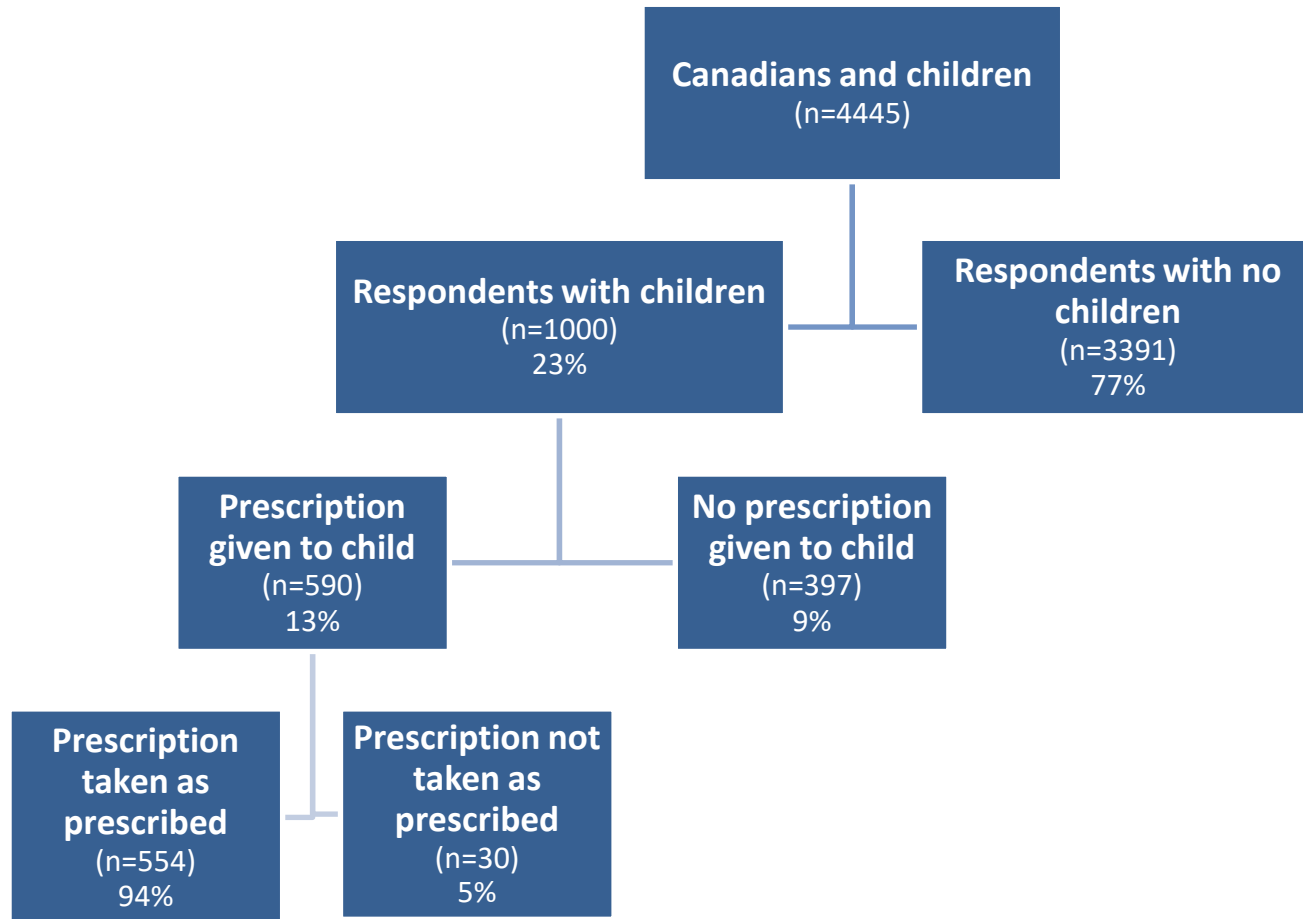 Canadians and children
(n=4445)
Respondents with children
(n=1000)
23%
Respondents with no
children
(n=3391)
77%
Prescription
given to child
(n=590)
13%
No prescription
given to child
(n=397)
9%
Prescription
taken as
prescribed
(n=554)
94%
Prescription not
taken as
prescribed
(n=30)
5%